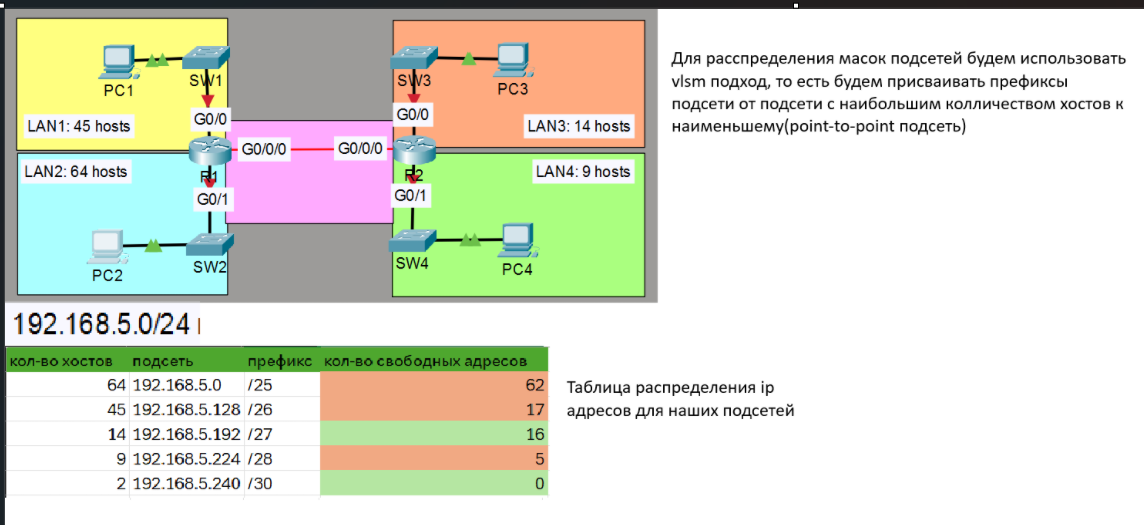 PC1
SW1
G0/0
LAN1: 45 hosts
SW3
PC3
G0/0
LAN3: 14 hosts
G0/0/0
G0/0/0
R1
R2
LAN2: 64 hosts
LAN4: 9 hosts
G0/1
G0/1
PC2
SW2
SW4
PC4
Для расспределения масок подсетей будем использовать
vlsm подход, то есть будем присваивать префиксы
подсети от подсети с наибольшим колличеством хостов к
наименьшему(point-to-point подсеть)
192.168.5.0/24
кол-во хостов подсеть префикс кол-во свободных адресов
64 192.168.5.0 /25 62
45 192.168.5.128 /26 17
14 192.168.5.192 /27 16
9 192.168.5.224 /28 5
2 192.168.5.240 /30 0
Таблица распределения ip
адресов для наших подсетей